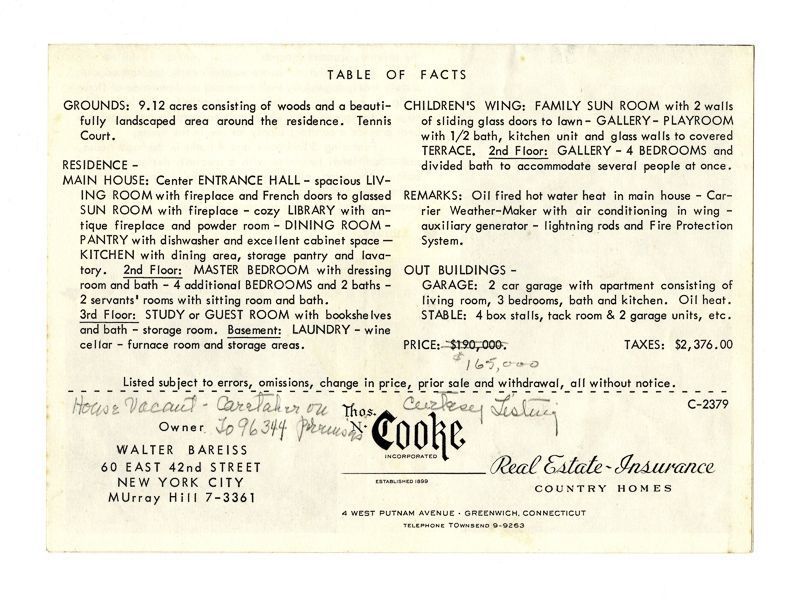 TABLE OF FACTS
GROUNDS: 9.12 acres consisting of woods and a beauti-
fully landscaped area around the residence. Tennis
Court.
RESIDENCE -
MAIN HOUSE: Center ENTRANCE HALL - spacious LIV-
ING ROOM with fireplace and French doors to glassed
SUN ROOM with fireplace - cozy LIBRARY with an-
tique fireplace and powder room - DINING ROOM -
PANTRY with dishwasher and excellent cabinet space —
KITCHEN with dining area, storage pantry and lava-
tory. 2nd Floor: MASTER BEDROOM with dressing
room and bath - 4 additional BEDROOMS and 2 baths -
2 servants' rooms with sitting room and bath.
3rd Floor: STUDY or GUEST ROOM with bookshelves
and bath - storage room. Basement: LAUNDRY - wine
cellar - furnace room and storage areas.
CHILDREN'S WING: FAMILY SUN ROOM with 2 walls
of sliding glass doors to lawn - GALLERY - PLAYROOM
with 1/2 bath, kitchen unit and glass walls to covered
TERRACE. 2nd Floor: GALLERY - 4 BEDROOMS and
divided bath to accommodate several people at once.
REMARKS: Oil fired hot water heat in main house - Car-
rier Weather-Maker with air conditioning in wing -
auxiliary generator - lightning rods and Fire Protection
System.
OUT BUILDINGS -
GARAGE: 2 car garage with apartment consisting of
living room, 3 bedrooms, bath and kitchen. Oil heat.
STABLE: 4 box stalls, tack room & 2 garage units, etc.
PRICE: $190,000. TAXES: $2,376.00
$165,000
Listed subject to errors, omissions, change in price, prior sale and withdrawal, all without notice.
House Vacant - Caretaker on
Owner To 96344 Premises
WALTER BAREISS
60 EAST 42nd STREET
NEW YORK CITY
MUrray Hill 7-3361
Curtesy Listing
C-2379
Thos.
N. Cooke
INCORPORATED
ESTABLISHED 1899
Real Estate - Insurance
COUNTRY HOMES
4 WEST PUTNAM AVENUE · GREENWICH, CONNECTICUT
TELEPHONE TOWNSEND 9-9263